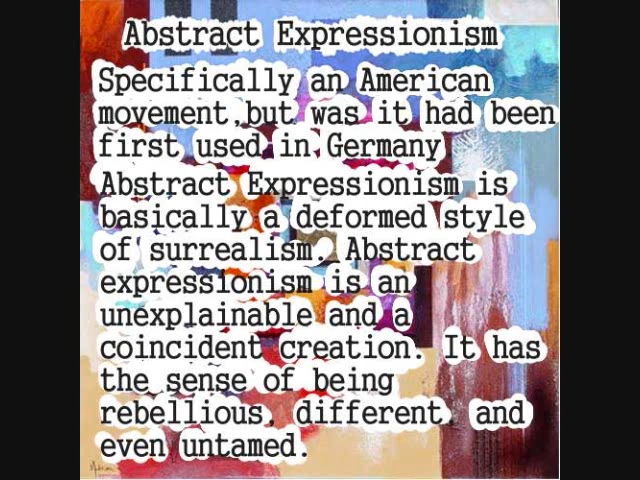 Abstract Expressionism
Specifically an American
movement,but was it had been
first used in Germany
Abstract Expressionism is
basically a deformed style
of surrealism. Abstract
expressionism is an
unexplainable and a
coincident creation. It has
the sense of being
rebellious, different, and
even untamed.